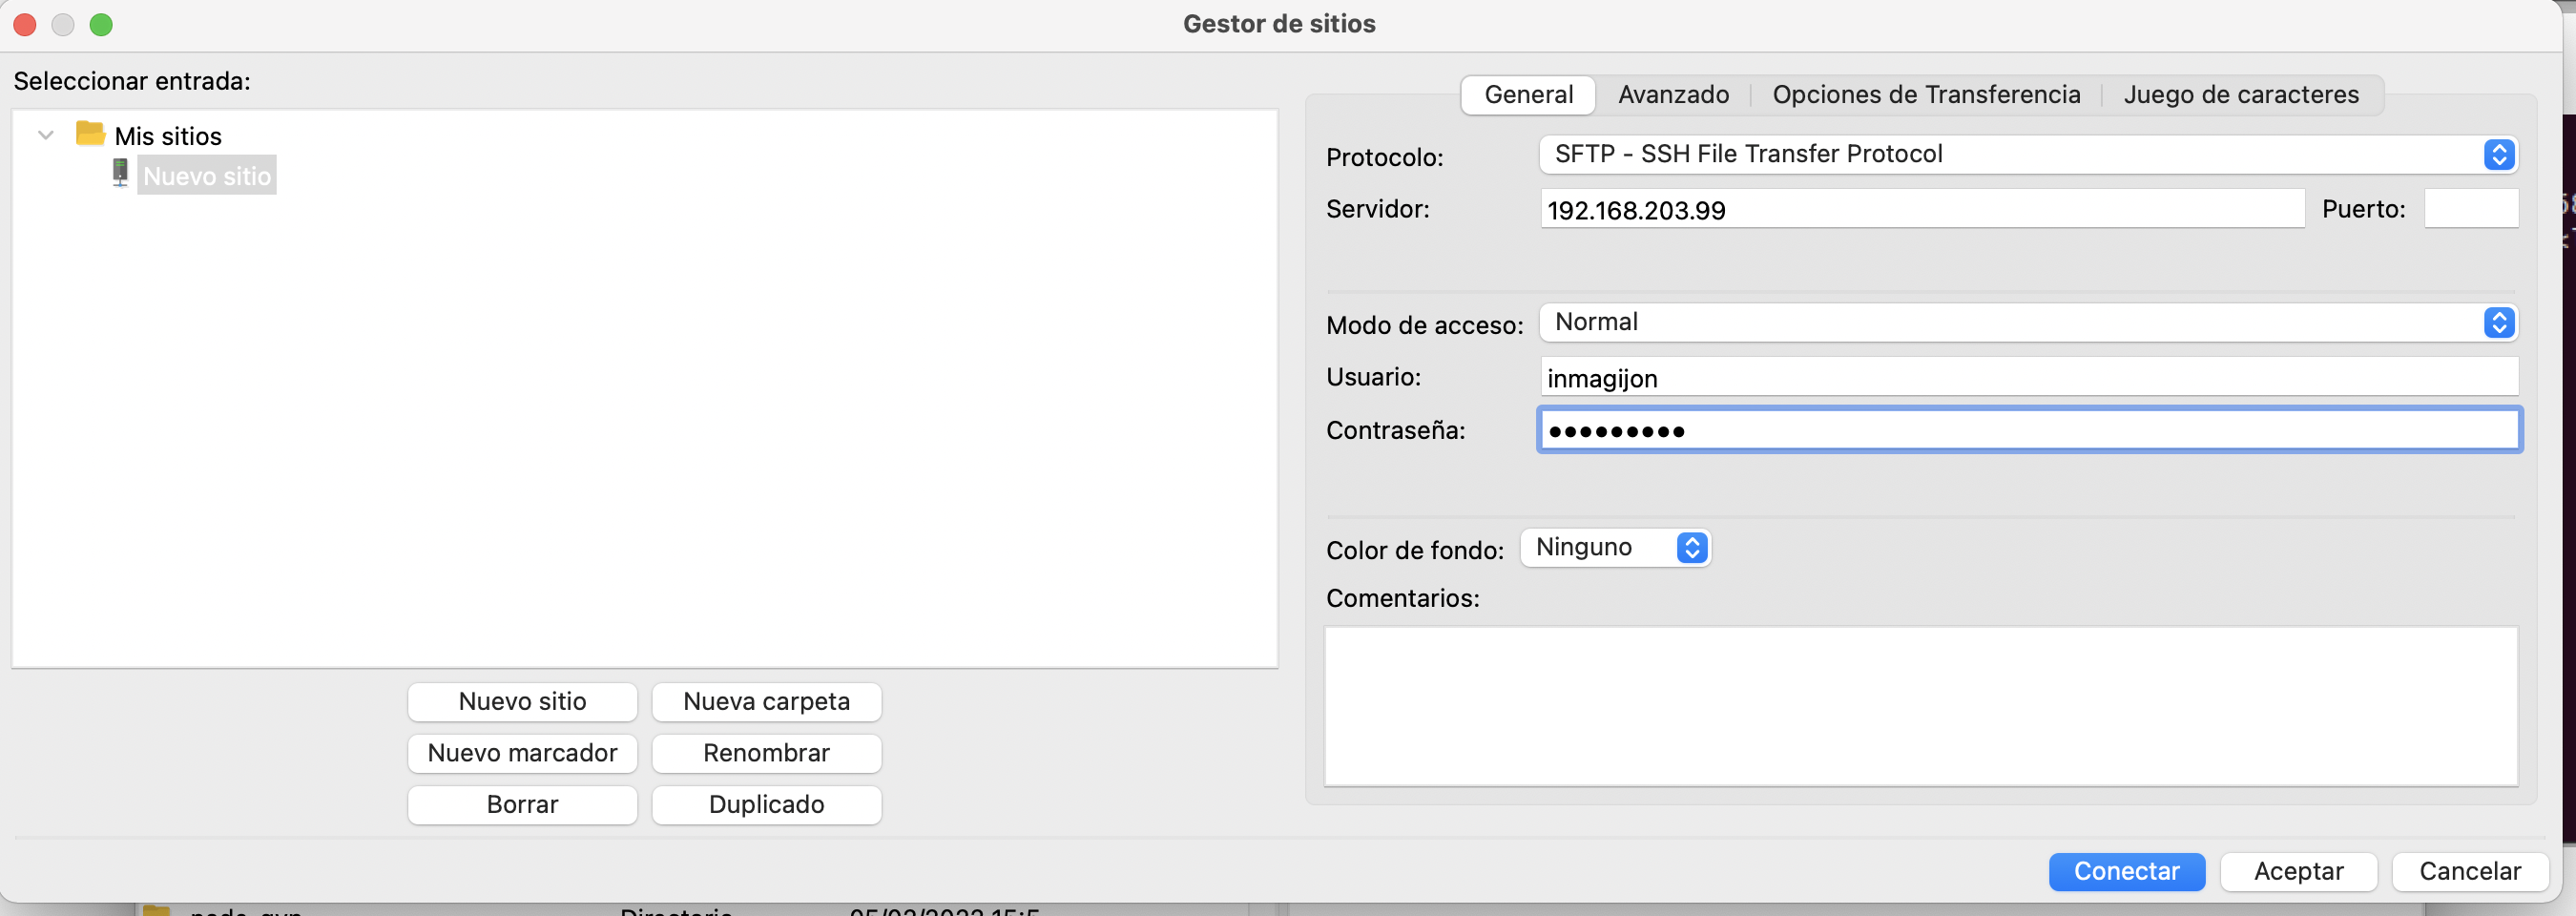 Gestor de sitios
Seleccionar entrada:
Mis sitios
Nuevo sitio
Nuevo sitio
Nueva carpeta
Nuevo marcador
Renombrar
Borrar
Duplicado
General
Avanzado
Opciones de Transferencia
Juego de caracteres
Protocolo:
SFTP - SSH File Transfer Protocol
Servidor:
192.168.203.99
Puerto:
Modo de acceso:
Normal
Usuario:
inmagijon
Contraseña:
●●●●●●●●●
Color de fondo:
Ninguno
Comentarios:
Conectar
Aceptar
Cancelar
Directorio